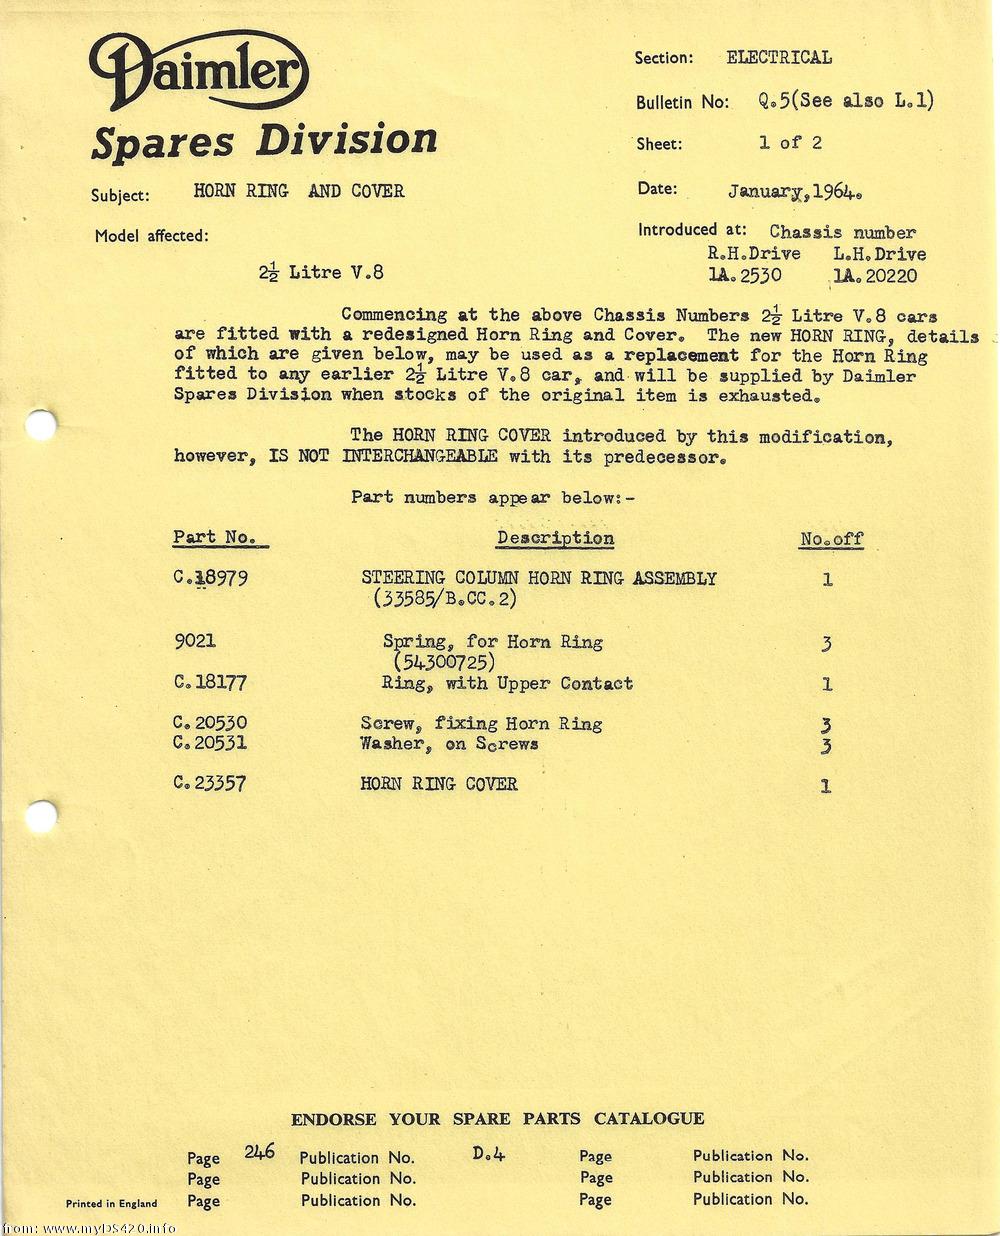 Daimler
Spares Division
Section: ELECTRICAL
Bulletin No: Q.5(See also L.1)
Sheet: 1 of 2
Subject: HORN RING AND COVER
Date: January,1964.
Model affected:
Introduced at: Chassis number
R.H.Drive L.H.Drive
2½ Litre V.8
1A.2530 1A.20220
Commencing at the above Chassis Numbers 2½ Litre V.8 cars
are fitted with a redesigned Horn Ring and Cover. The new HORN RING, details
of which are given below, may be used as a replacement for the Horn Ring
fitted to any earlier 2½ Litre V.8 car, and will be supplied by Daimler
Spares Division when stocks of the original item is exhausted.
The HORN RING COVER introduced by this modification,
however, IS NOT INTERCHANGEABLE with its predecessor.
Part numbers appear below:-
Part No. Description No.off
C.18979 STEERING COLUMN HORN RING ASSEMBLY 1
(33585/B.CC.2)
9021 Spring, for Horn Ring 3
(54300725)
C.18177 Ring, with Upper Contact 1
C.20530 Screw, fixing Horn Ring 3
C.20531 Washer, on Screws 3
C.23357 HORN RING COVER 1
ENDORSE YOUR SPARE PARTS CATALOGUE
Page 246 Publication No. D.4 Page Publication No.
Page Publication No. Page Publication No.
Printed in England Page Publication No. Page Publication No.
from: www.myDS420.info